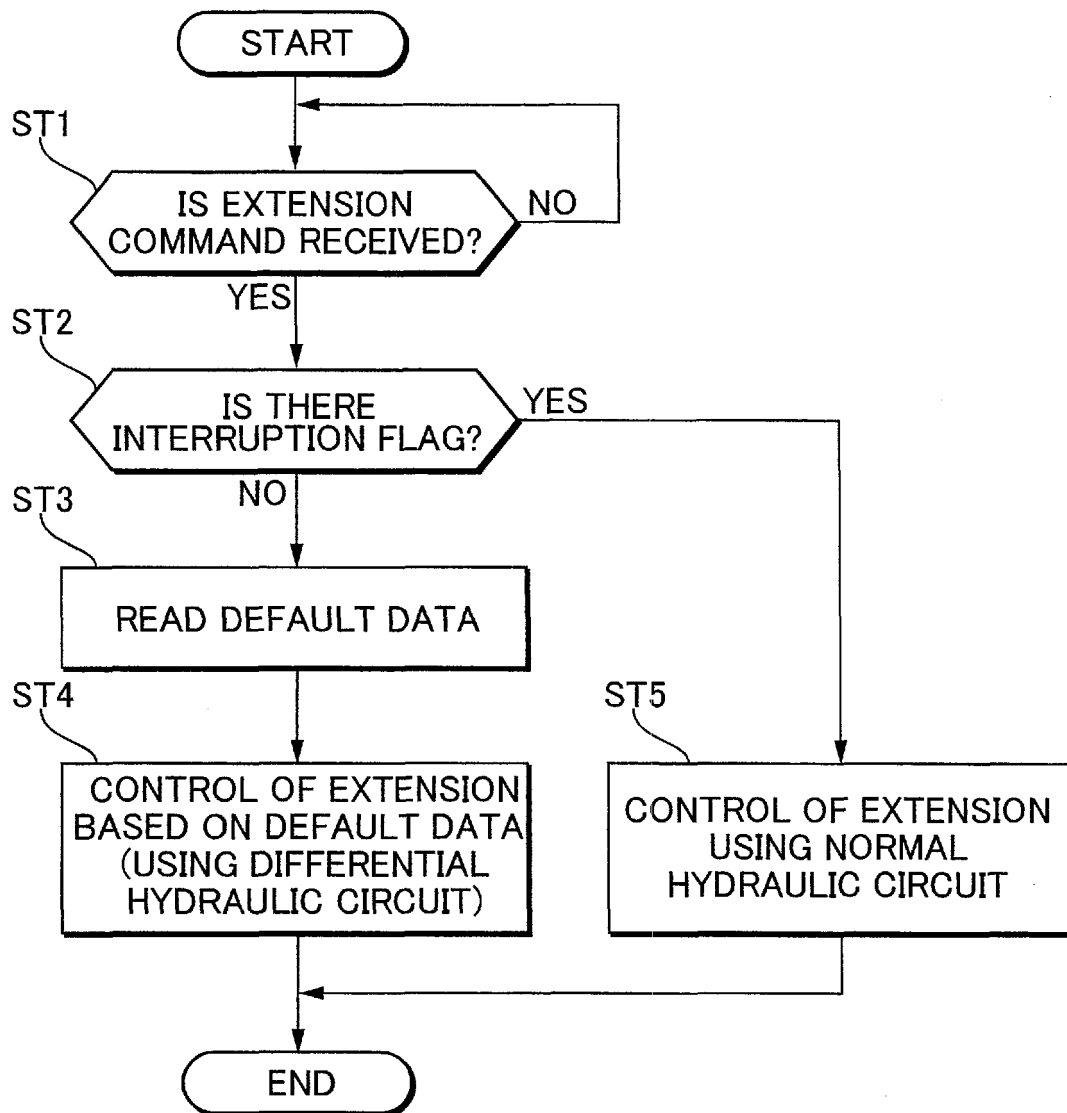 START
ST1
IS EXTENSION
COMMAND RECEIVED?
NO
YES
ST2
IS THERE
INTERRUPTION FLAG?
YES
NO
ST3
READ DEFAULT DATA
ST4
CONTROL OF EXTENSION
BASED ON DEFAULT DATA
(USING DIFFERENTIAL
HYDRAULIC CIRCUIT)
ST5
CONTROL OF EXTENSION
USING NORMAL
HYDRAULIC CIRCUIT
END